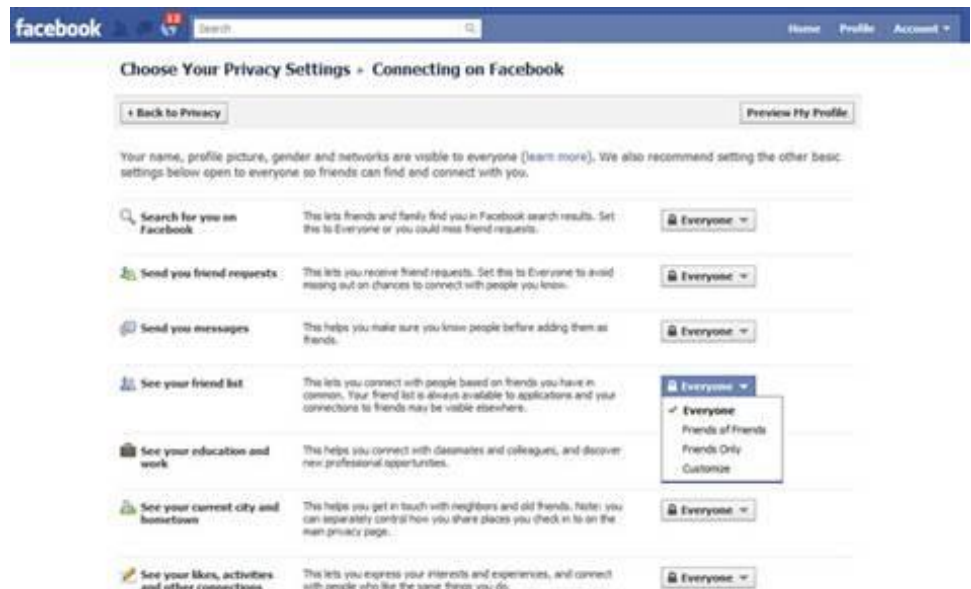 facebook
12
Search
Home Profile Account
Choose Your Privacy Settings ▸ Connecting on Facebook
Back to Privacy
Preview My Profile
Your name, profile picture, gender and networks are visible to everyone (learn more). We also recommend setting the other basic
settings below open to everyone so friends can find and connect with you.
Search for you on
Facebook
This lets friends and family find you in Facebook search results. Set
this to Everyone or you could miss friend requests.
Everyone
Send you friend requests
This lets you receive friend requests. Set this to Everyone to avoid
missing out on chances to connect with people you know.
Everyone
Send you messages
This helps you make sure you know people before adding them as
friends.
Everyone
See your friend list
This lets you connect with people based on friends you have in
common. Your friend list is always available to applications and your
connections to friends may be visible elsewhere.
Everyone
Everyone
Friends of Friends
Friends Only
Customize
See your education and
work
This helps you connect with classmates and colleagues, and discover
new professional opportunities.
See your current city and
hometown
This helps you get in touch with neighbors and old friends. Note: you
can separately control how you share places you check in to on the
main privacy page.
Everyone
See your likes, activities
and other connections
This lets you express your interests and experiences, and connect
with people who like the same things you do.
Everyone